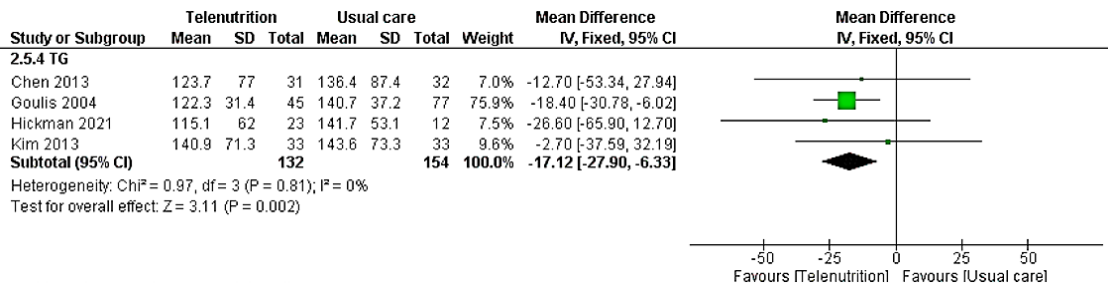 Telenutrition Usual care Mean Difference Mean Difference
Study or Subgroup Mean SD Total Mean SD Total Weight IV, Fixed, 95% CI IV, Fixed, 95% CI
2.5.4 TG
Chen 2013 123.7 77 31 136.4 87.4 32 7.0% -12.70 [-53.34, 27.94]
Goulis 2004 122.3 31.4 45 140.7 37.2 77 75.9% -18.40 [-30.78, -6.02]
Hickman 2021 115.1 62 23 141.7 53.1 12 7.5% -26.60 [-65.90, 12.70]
Kim 2013 140.9 71.3 33 143.6 73.3 33 9.6% -2.70 [-37.59, 32.19]
Subtotal (95% CI) 132 154 100.0% -17.12 [-27.90, -6.33]
Heterogeneity: Chi² = 0.97, df = 3 (P = 0.81); I² = 0%
Test for overall effect: Z = 3.11 (P = 0.002)
-50 -25 0 25 50
Favours [Telenutrition] Favours [Usual care]